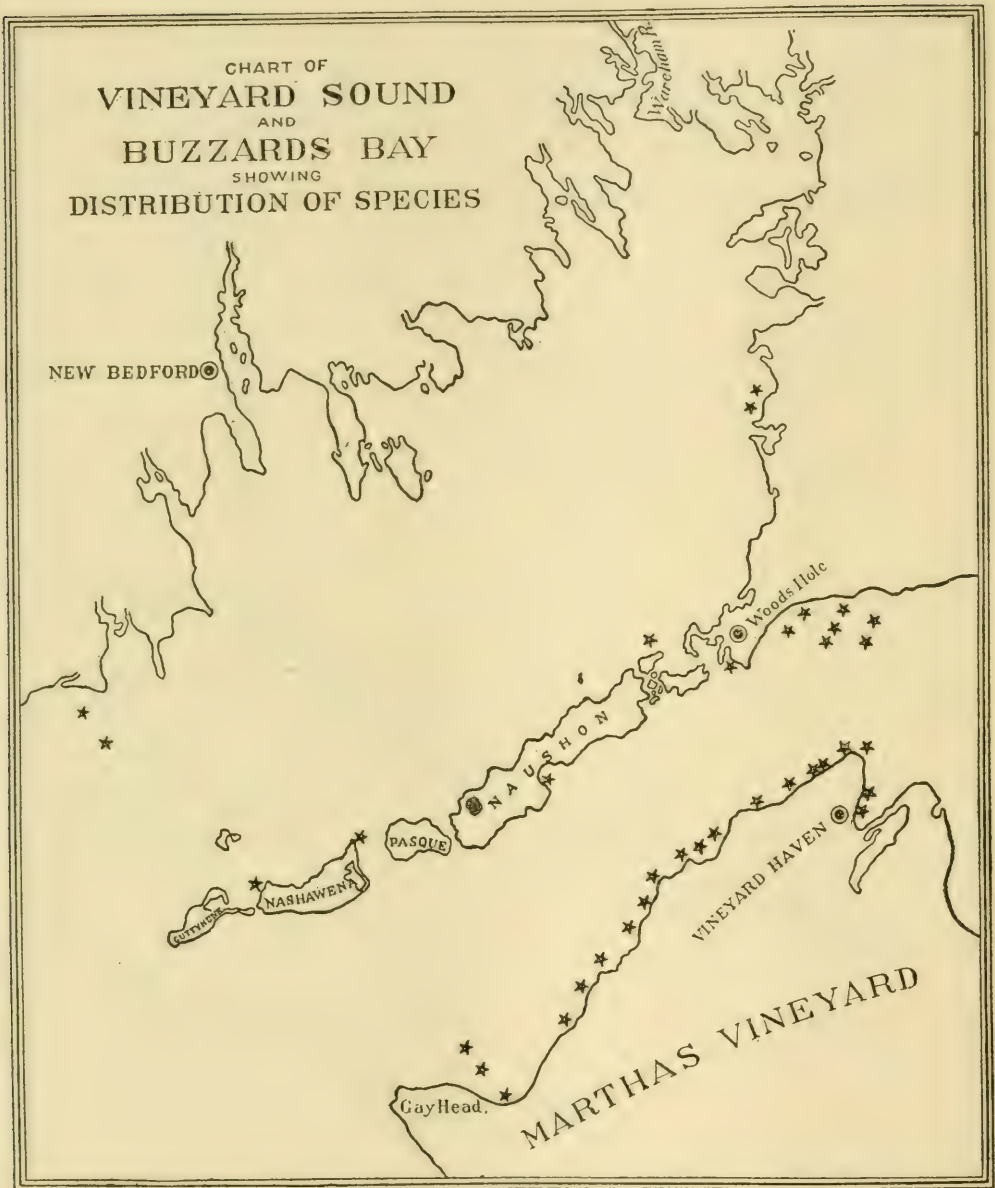 CHART OF
VINEYARD SOUND
AND
BUZZARDS BAY
SHOWING
DISTRIBUTION OF SPECIES
Wareham R.
NEW BEDFORD
Woods Hole
NAUSHON
PASQUE
NASHAWENA
CUTTYHUNK
VINEYARD HAVEN
MARTHAS VINEYARD
Gay Head.